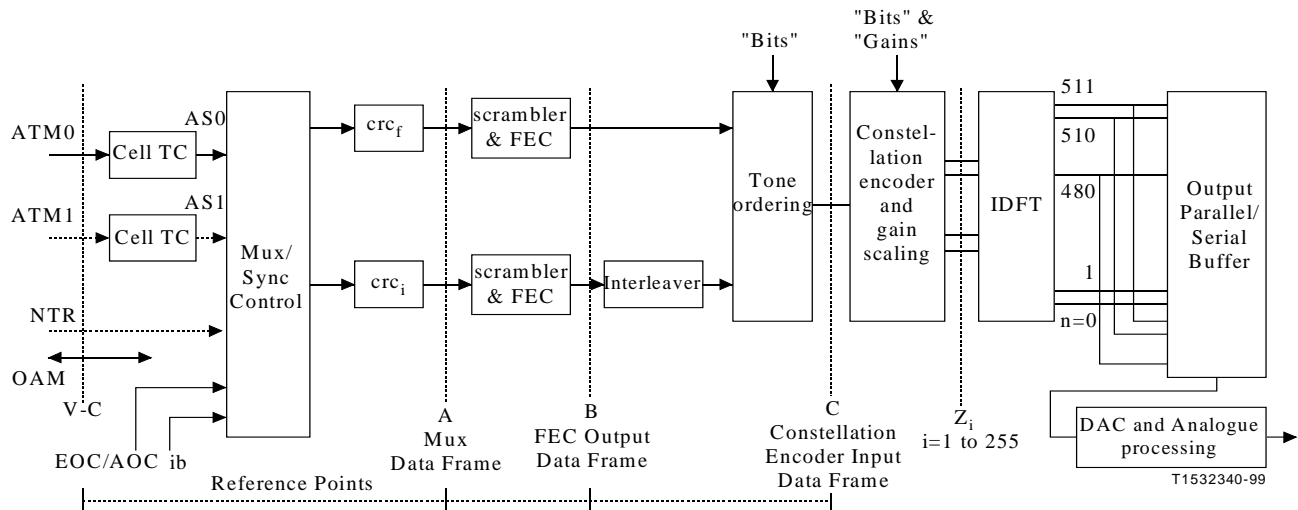 "Bits"
"Bits" &
"Gains"
ATM0
Cell TC
AS0
ATM1
Cell TC
AS1
NTR
OAM
V-C
EOC/AOC ib
Mux/
Sync
Control
crcf
crci
scrambler
& FEC
scrambler
& FEC
Interleaver
Tone
ordering
Constel-
lation
encoder
and
gain
scaling
IDFT
511
510
480
1
n=0
Output
Parallel/
Serial
Buffer
DAC and Analogue
processing
A
Mux
Data Frame
B
FEC Output
Data Frame
C
Constellation
Encoder Input
Data Frame
Zi
i=1 to 255
Reference Points
T1532340-99